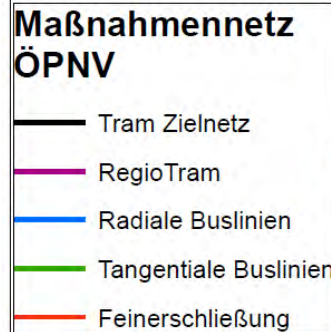 Maßnahmennetz
ÖPNV
Tram Zielnetz
RegioTram
Radiale Buslinien
Tangentiale Buslinien
Feinerschließung